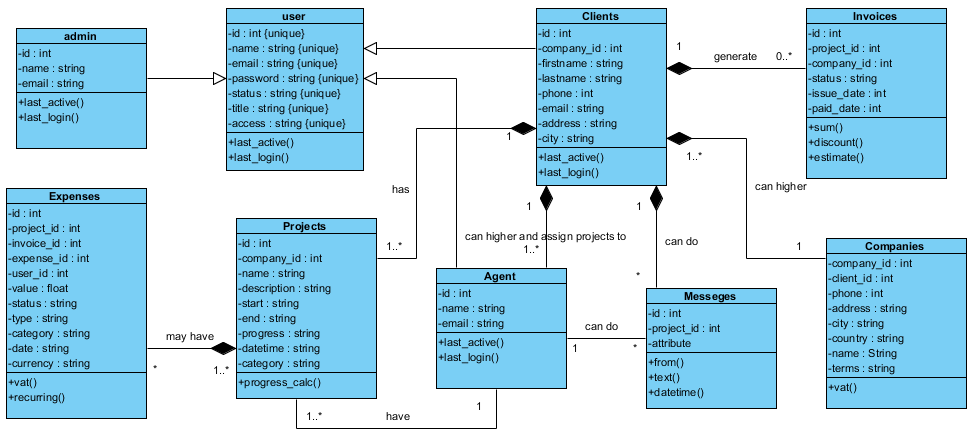 admin
-id : int
-name : string
-email : string
+last_active()
+last_login()
user
-id : int {unique}
-name : string {unique}
-email : string {unique}
-password : string {unique}
-status : string {unique}
-title : string {unique}
-access : string {unique}
+last_active()
+last_login()
Clients
-id : int
-company_id : int
-firstname : string
-lastname : string
-phone : int
-email : string
-address : string
-city : string
+last_active()
+last_login()
1
generate
0..*
Invoices
-id : int
-project_id : int
-company_id : int
-status : string
-issue_date : int
-paid_date : int
+sum()
+discount()
+estimate()
1
has
1..*
1..*
can higher
1
1
can higher and assign projects to
1..*
1
can do
*
Expenses
-id : int
-project_id : int
-invoice_id : int
-expense_id : int
-user_id : int
-value : float
-status : string
-type : string
-category : string
-date : string
-currency : string
+vat()
+recurring()
may have
*
1..*
Projects
-id : int
-company_id : int
-name : string
-description : string
-start : string
-end : string
-progress : string
-datetime : string
-category : string
+progress_calc()
1..*
have
1
Agent
-id : int
-name : string
-email : string
+last_active()
+last_login()
can do
1
*
Messeges
-id : int
-project_id : int
-attribute
+from()
+text()
+datetime()
Companies
-company_id : int
-client_id : int
-phone : int
-address : string
-city : string
-country : string
-name : String
-terms : string
+vat()